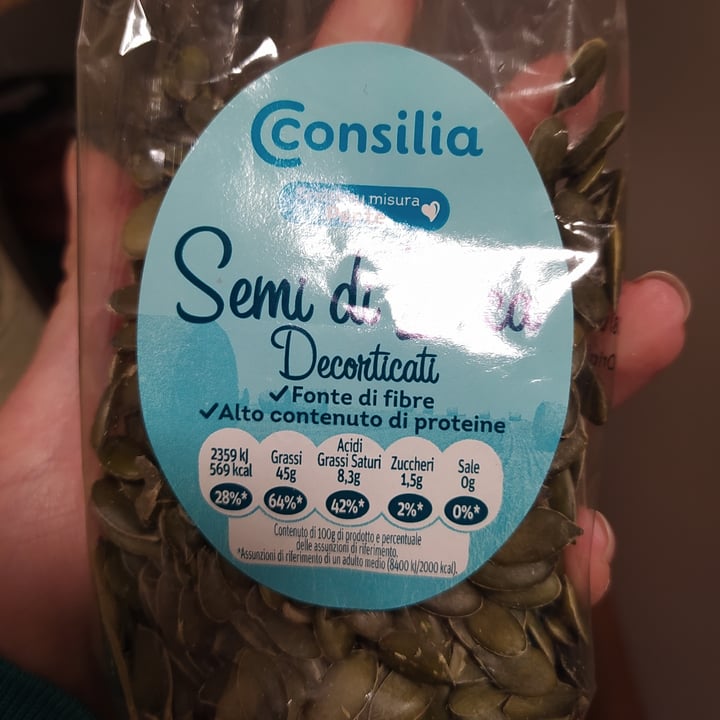 Consilia
su misura
Semi di
Decorticati
✓Fonte di fibre
✓Alto contenuto di proteine
2359 kJ
569 kcal
28%*
Grassi
45g
64%*
Acidi
Grassi Saturi
8,3g
42%*
Zuccheri
1,5g
2%*
Sale
0g
0%*
Contenuto di 100g di prodotto e percentuale
delle assunzioni di riferimento.
*Assunzioni di riferimento di un adulto medio (8400 kJ/2000 kcal).